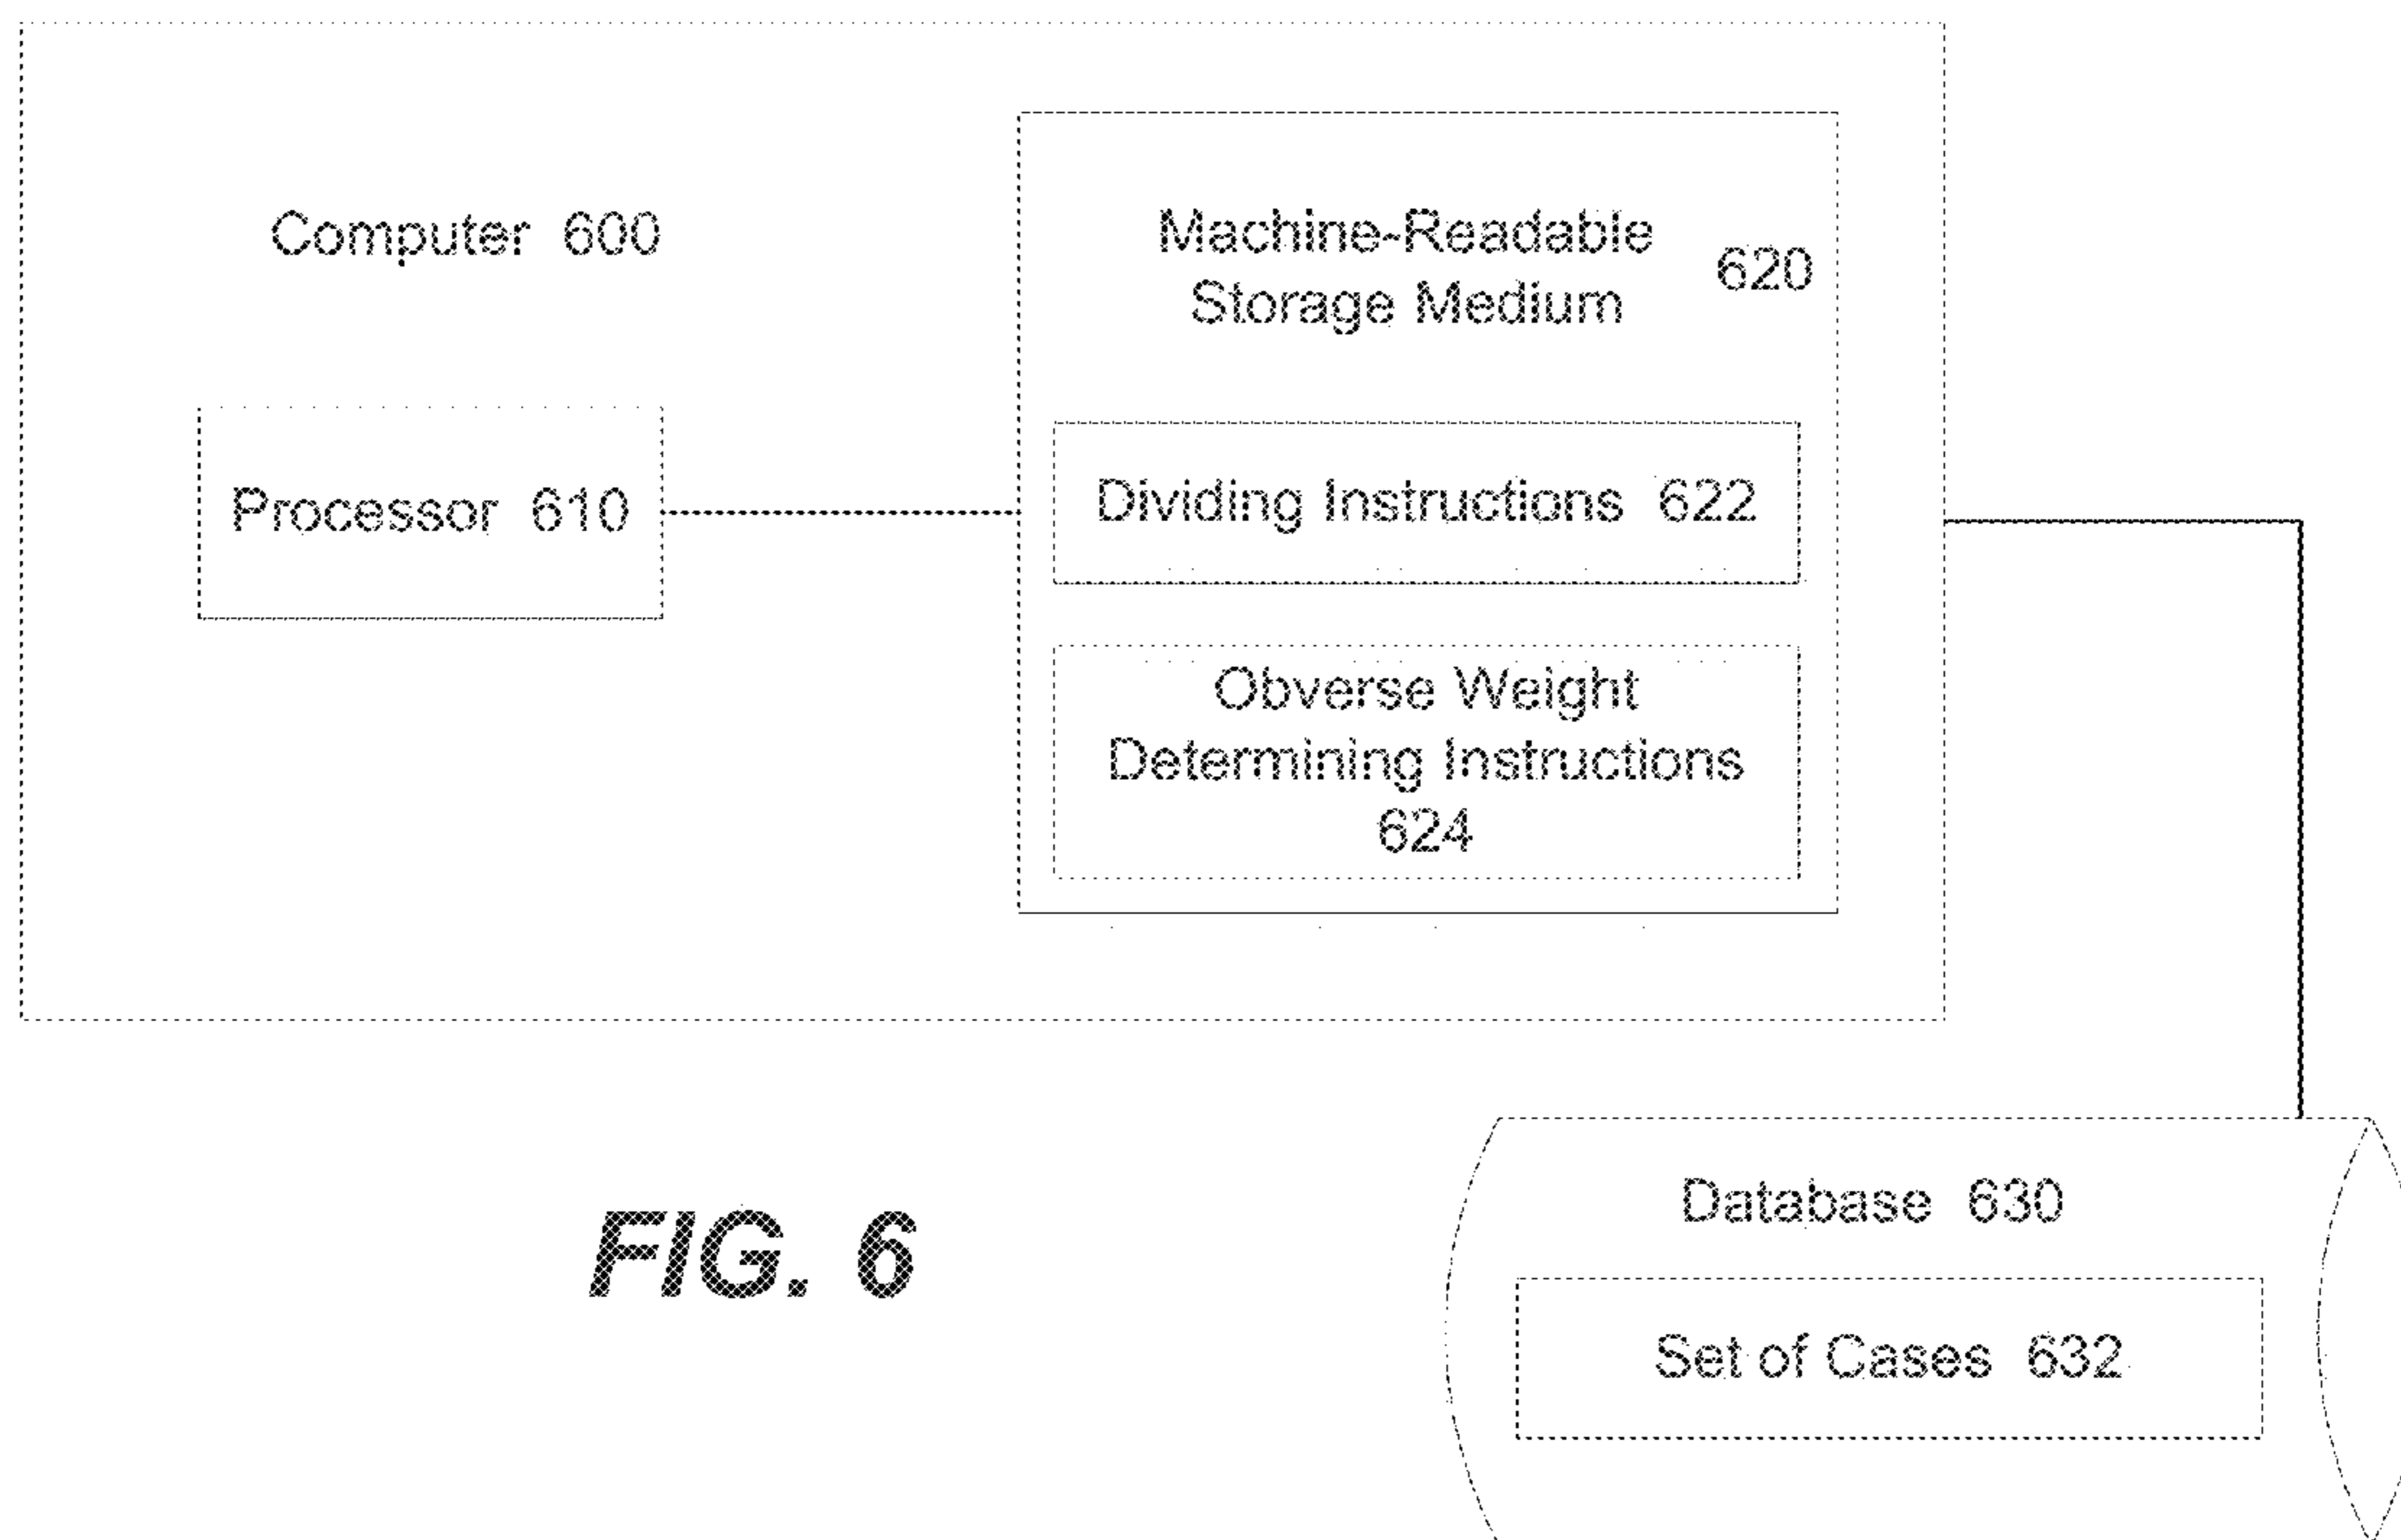 Computer 600
Machine-Readable
Storage Medium
620
Processor 610
Dividing Instructions 622
Obverse Weight
Determining Instructions
624
Database 630
Set of Cases 632
FIG. 6